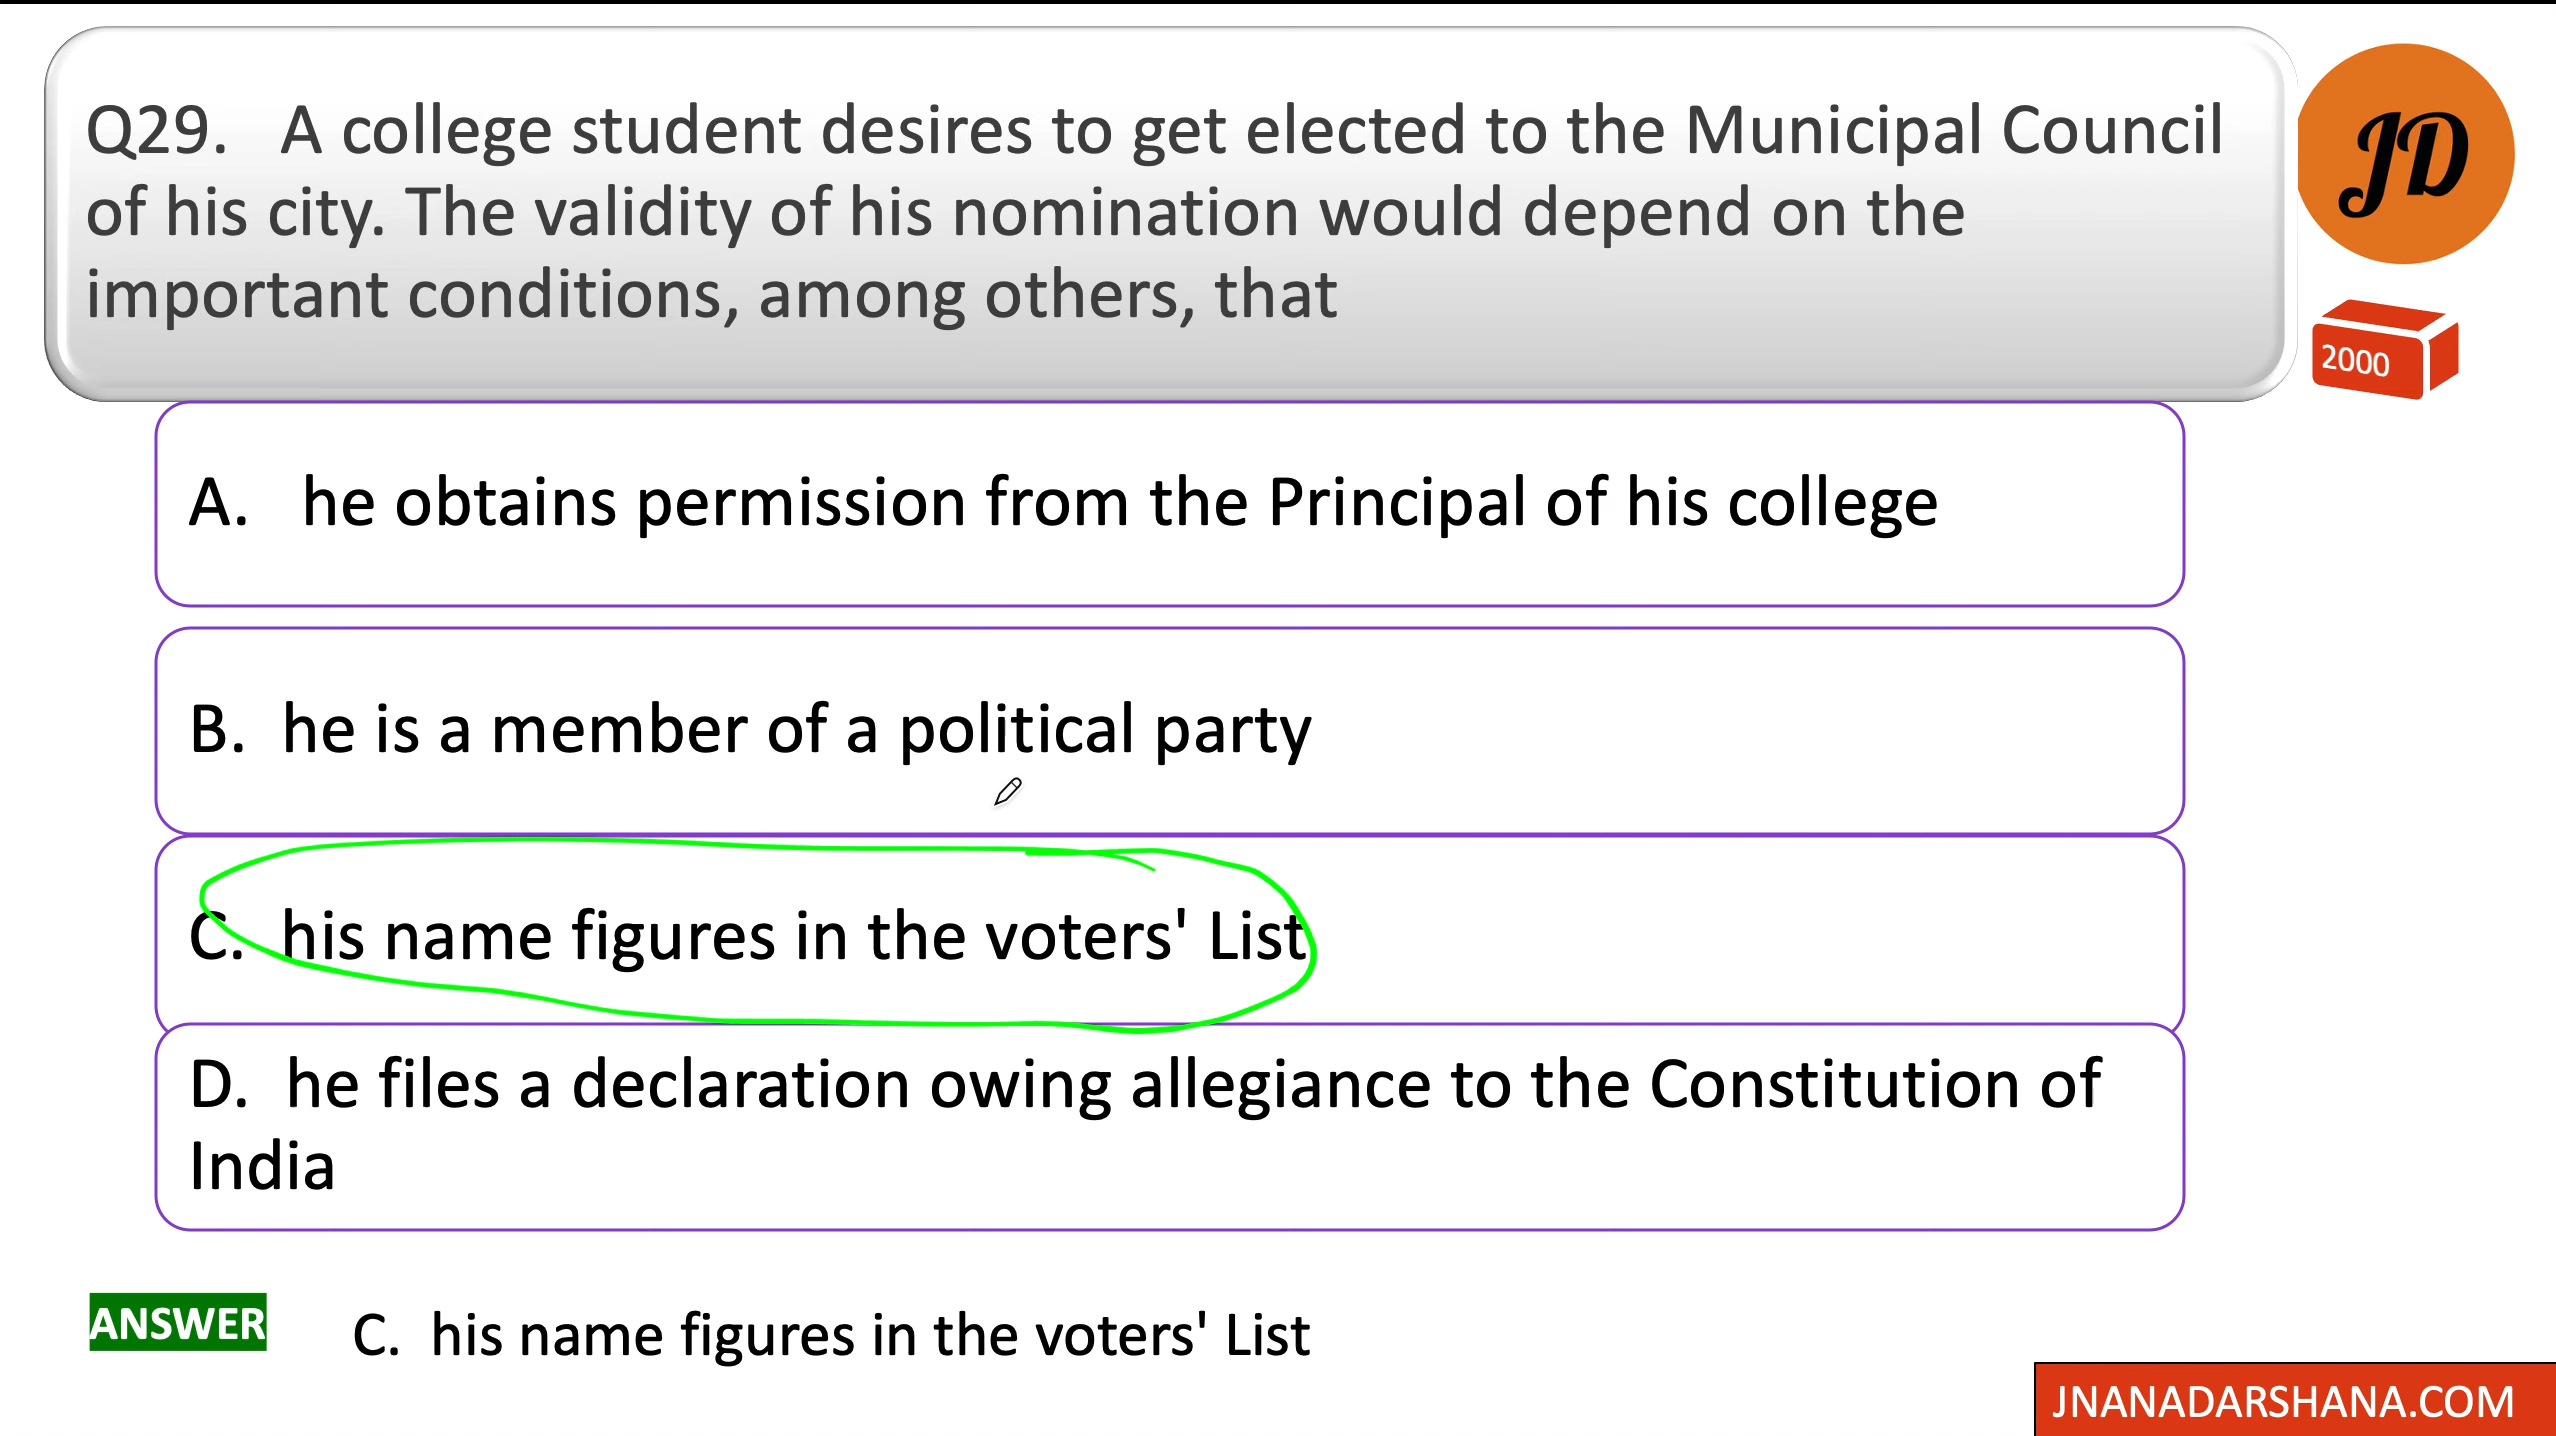 Q29. A college student desires to get elected to the Municipal Council
of his city. The validity of his nomination would depend on the
important conditions, among others, that
JD
2000
A. he obtains permission from the Principal of his college
B. he is a member of a political party
C. his name figures in the voters' List
D. he files a declaration owing allegiance to the Constitution of
India
ANSWER C. his name figures in the voters' List
JNANADARSHANA.COM